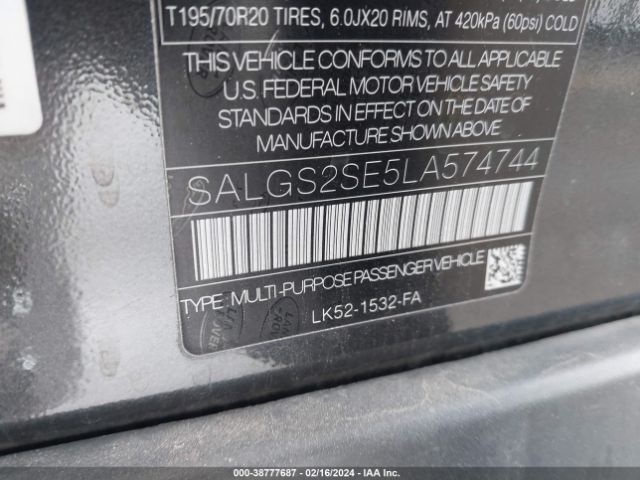 T195/70R20 TIRES, 6.0JX20 RIMS, AT 420kPa (60psi) COLD
THIS VEHICLE CONFORMS TO ALL APPLICABLE
U.S. FEDERAL MOTOR VEHICLE SAFETY
STANDARDS IN EFFECT ON THE DATE OF
MANUFACTURE SHOWN ABOVE
SALGS2SE5LA574744
TYPE: MULTI-PURPOSE PASSENGER VEHICLE
LK52-1532-FA
LAND
ROVER
000-38777687 - 02/16/2024 - IAA Inc.